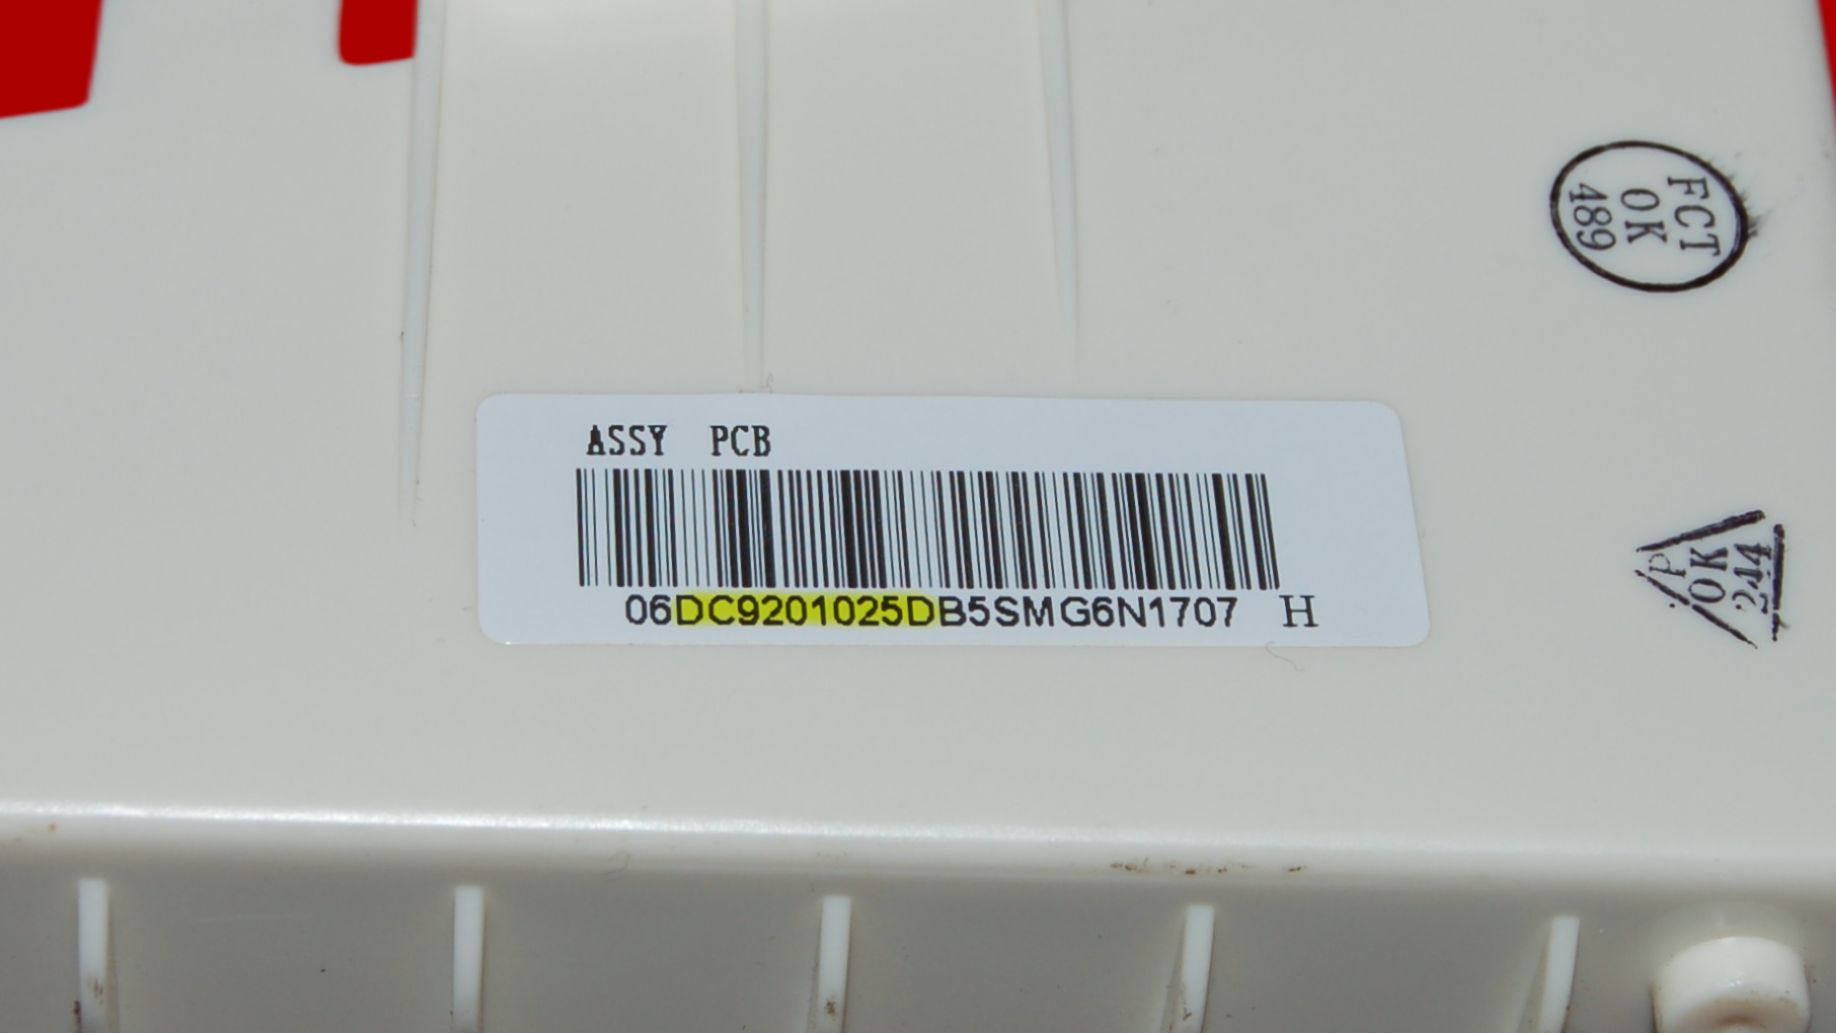 ASSY PCB
06DC9201025DB5SMG6N1707 H
FCT
OK
489
244
OK
P